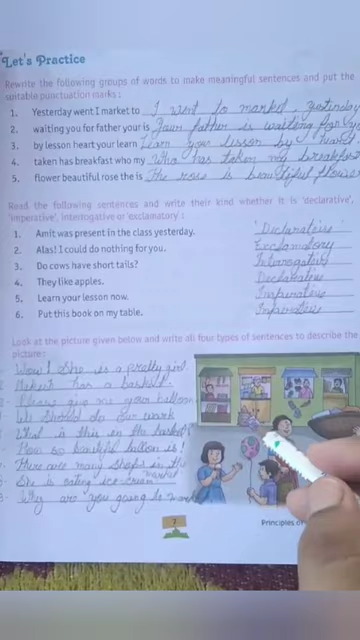 Let's Practice
Rewrite the following groups of words to make meaningful sentences and put the
suitable punctuation marks :
1. Yesterday went I market to I went to market yesterday
2. waiting you for father your is Your father is waiting for you
3. by lesson heart your learn Learn your lesson by heart.
4. taken has breakfast who my Who has taken my breakfast
5. flower beautiful rose the is The rose is beautiful flower
Read the following sentences and write their kind whether it is 'declarative',
'imperative', interrogative or 'exclamatory' :
1. Amit was present in the class yesterday. 'Declarative'
2. Alas! I could do nothing for you. Exclamatory
3. Do cows have short tails? Interrogative
4. They like apples. Declarative
5. Learn your lesson now. Imperative
6. Put this book on my table. Imperative
Look at the picture given below and write all four types of sentences to describe the
picture :
Wow! She is a pretty girl
has a basket.
Please give me your balloon
We should do our work
What is this in the basket
How so beautiful balloon is!
There are many shops in the
market
She is eating ice-cream
Why are you going to market
7
Principles of